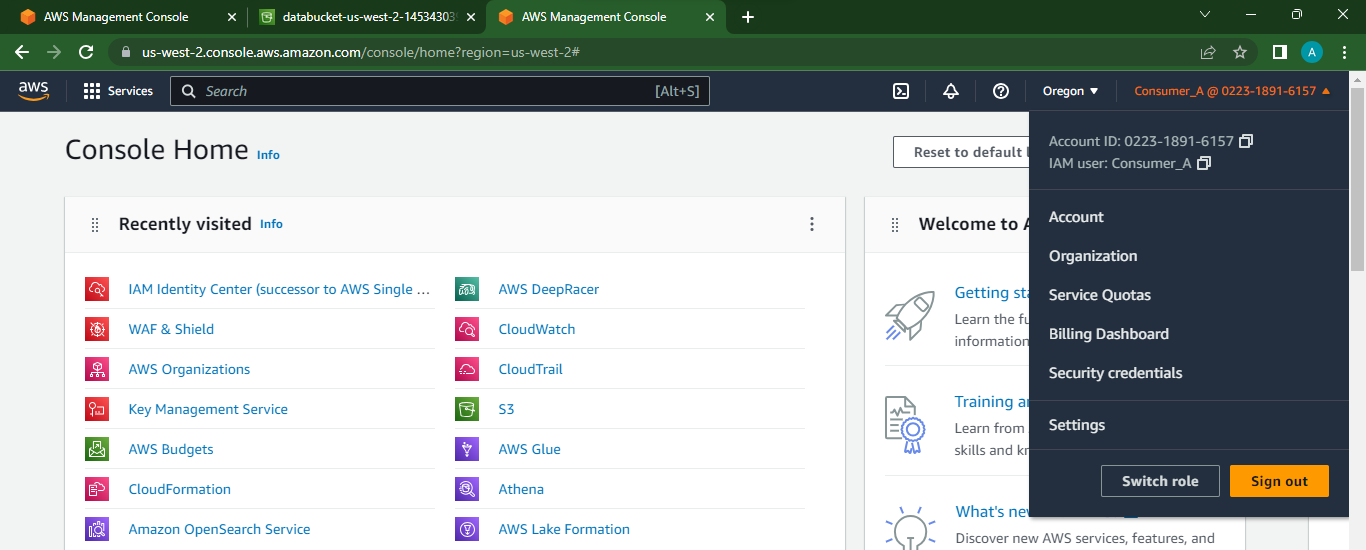 AWS Management Console
databucket-us-west-2-14534303
AWS Management Console
us-west-2.console.aws.amazon.com/console/home?region=us-west-2#
A
aws
Services
Search
[Alt+S]
Oregon
Consumer_A @ 0223-1891-6157
Account ID: 0223-1891-6157
IAM user: Consumer_A
Account
Organization
Service Quotas
Billing Dashboard
Security credentials
Settings
Switch role
Sign out
Console Home Info
Reset to default
Recently visited Info
IAM Identity Center (successor to AWS Single ...
WAF & Shield
AWS Organizations
Key Management Service
AWS Budgets
CloudFormation
Amazon OpenSearch Service
AWS DeepRacer
CloudWatch
CloudTrail
S3
AWS Glue
Athena
AWS Lake Formation
Welcome to
Getting sta
Learn the fu
information
Training a
Learn from
skills and kn
What's new
Discover new AWS services, features, and